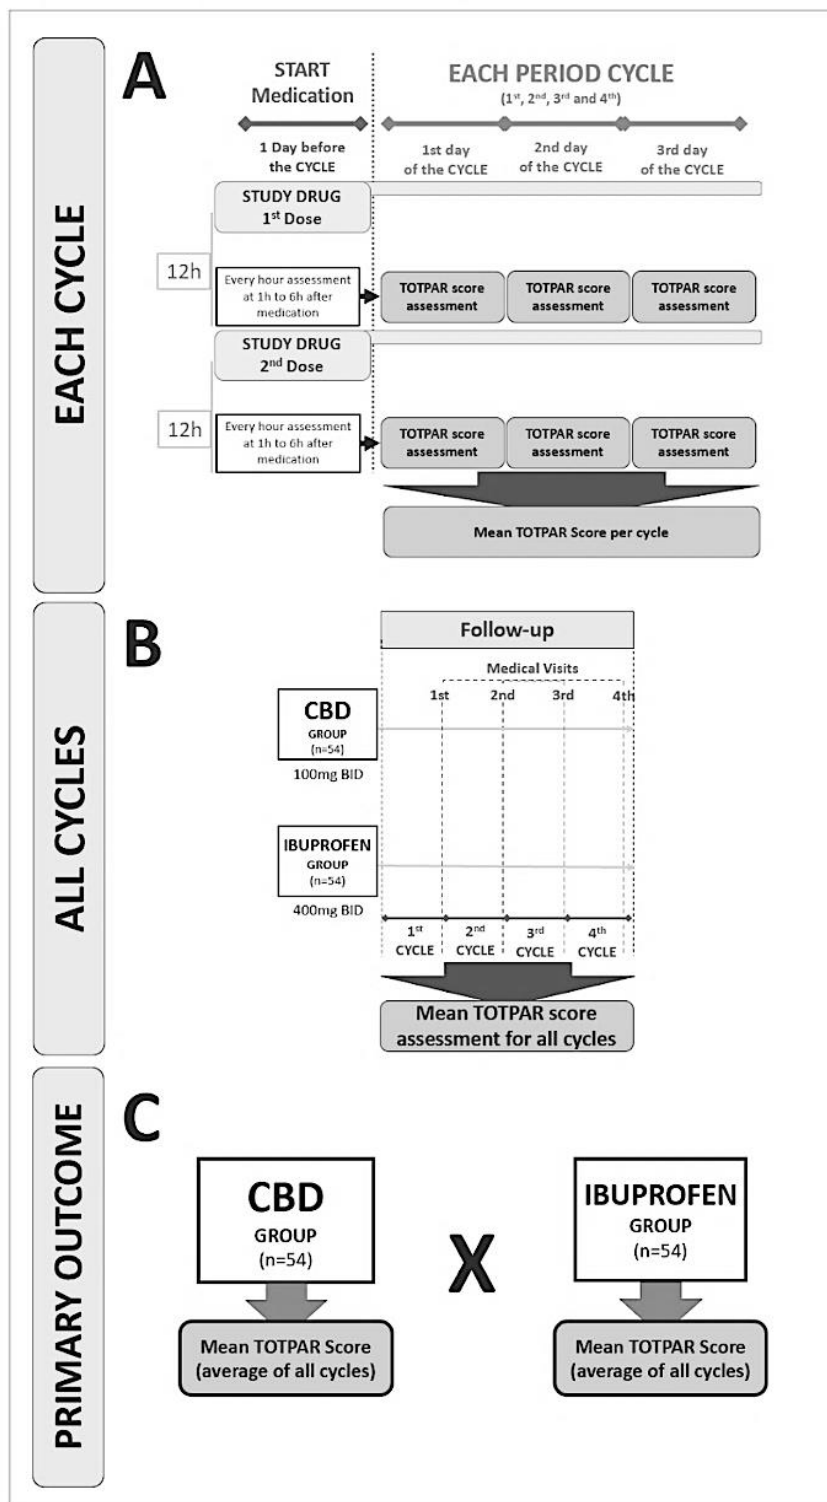 EACH CYCLE
A
START
Medication
1 Day before
the CYCLE
EACH PERIOD CYCLE
(1st, 2nd, 3rd and 4th)
1st day
of the CYCLE
2nd day
of the CYCLE
3rd day
of the CYCLE
STUDY DRUG
1st Dose
12h
Every hour assessment
at 1h to 6h after
medication
TOTPAR score
assessment
TOTPAR score
assessment
TOTPAR score
assessment
STUDY DRUG
2nd Dose
12h
Every hour assessment
at 1h to 6h after
medication
TOTPAR score
assessment
TOTPAR score
assessment
TOTPAR score
assessment
Mean TOTPAR Score per cycle
ALL CYCLES
B
Follow-up
Medical Visits
1st 2nd 3rd 4th
CBD
GROUP
(n=54)
100mg BID
IBUPROFEN
GROUP
(n=54)
400mg BID
1st
CYCLE
2nd
CYCLE
3rd
CYCLE
4th
CYCLE
Mean TOTPAR score
assessment for all cycles
PRIMARY OUTCOME
C
CBD
GROUP
(n=54)
X
IBUPROFEN
GROUP
(n=54)
Mean TOTPAR Score
(average of all cycles)
Mean TOTPAR Score
(average of all cycles)